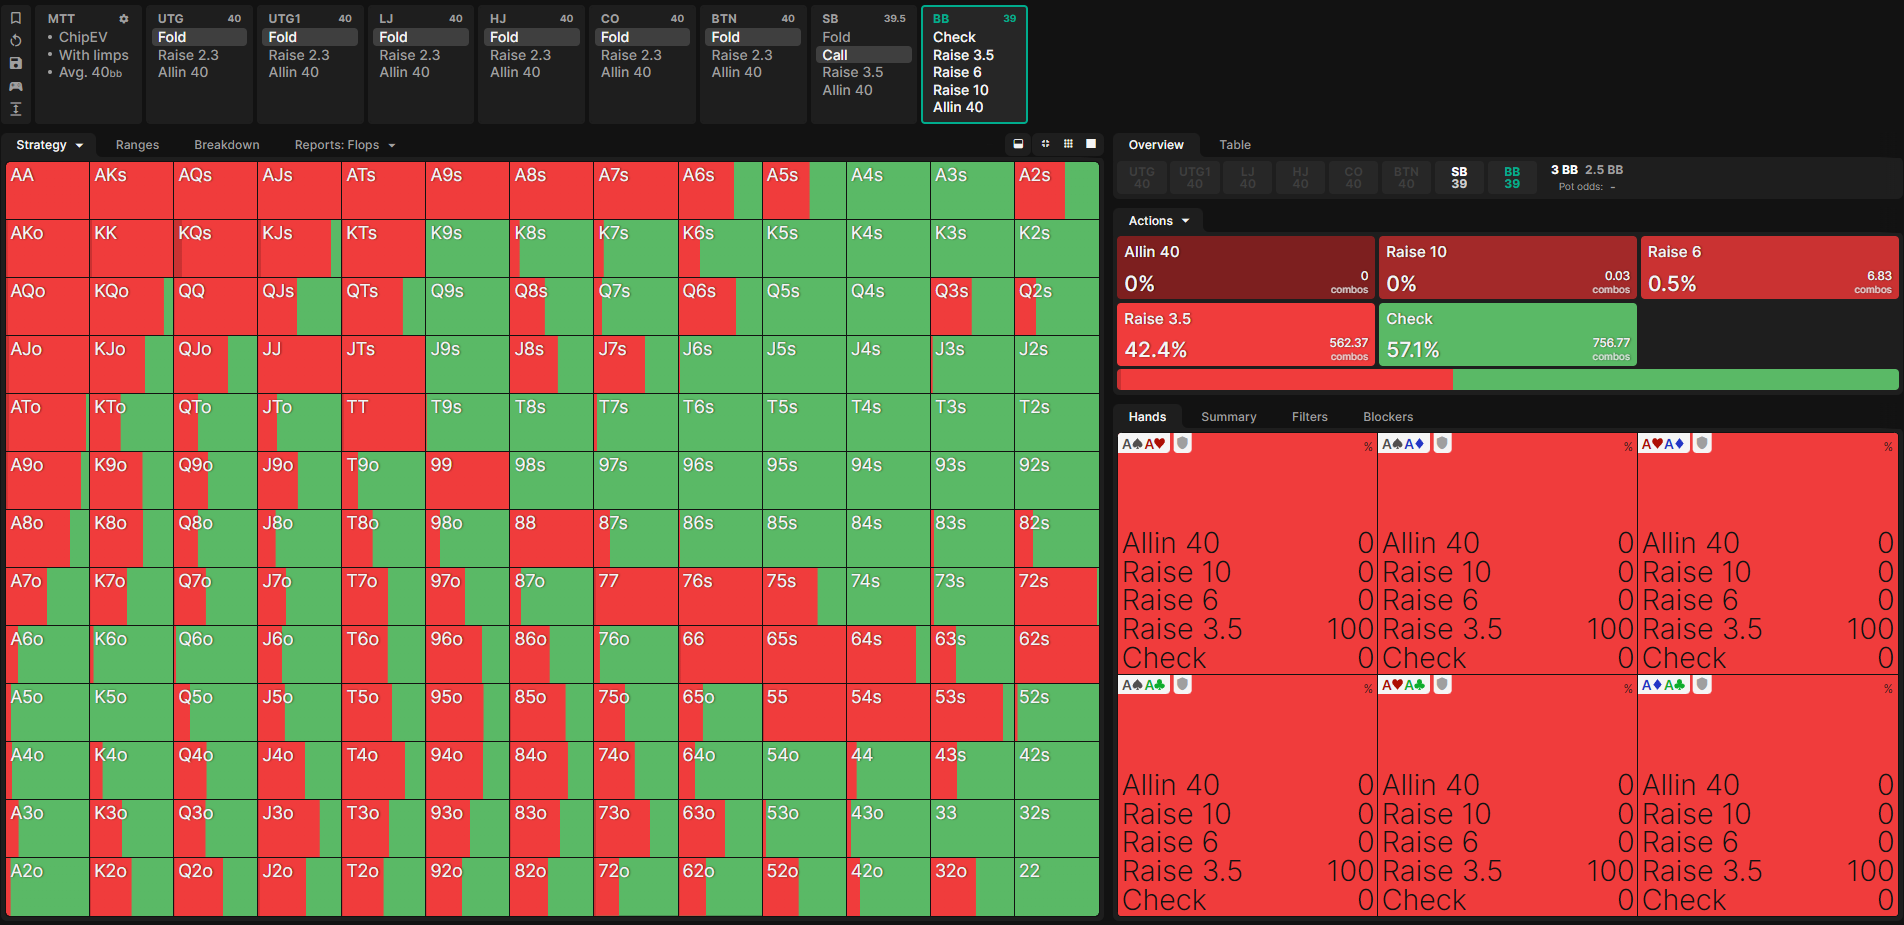 MTT
ChipEV
With limps
Avg. 40bb
UTG 40
Fold
Raise 2.3
Allin 40
UTG1 40
Fold
Raise 2.3
Allin 40
LJ 40
Fold
Raise 2.3
Allin 40
HJ 40
Fold
Raise 2.3
Allin 40
CO 40
Fold
Raise 2.3
Allin 40
BTN 40
Fold
Raise 2.3
Allin 40
SB 39.5
Fold
Call
Raise 3.5
Allin 40
BB 39
Check
Raise 3.5
Raise 6
Raise 10
Allin 40
Strategy Ranges Breakdown Reports: Flops
AA AKs AQs AJs ATs A9s A8s A7s A6s A5s A4s A3s A2s
AKo KK KQs KJs KTs K9s K8s K7s K6s K5s K4s K3s K2s
AQo KQo QQ QJs QTs Q9s Q8s Q7s Q6s Q5s Q4s Q3s Q2s
AJo KJo QJo JJ JTs J9s J8s J7s J6s J5s J4s J3s J2s
ATo KTo QTo JTo TT T9s T8s T7s T6s T5s T4s T3s T2s
A9o K9o Q9o J9o T9o 99 98s 97s 96s 95s 94s 93s 92s
A8o K8o Q8o J8o T8o 98o 88 87s 86s 85s 84s 83s 82s
A7o K7o Q7o J7o T7o 97o 87o 77 76s 75s 74s 73s 72s
A6o K6o Q6o J6o T6o 96o 86o 76o 66 65s 64s 63s 62s
A5o K5o Q5o J5o T5o 95o 85o 75o 65o 55 54s 53s 52s
A4o K4o Q4o J4o T4o 94o 84o 74o 64o 54o 44 43s 42s
A3o K3o Q3o J3o T3o 93o 83o 73o 63o 53o 43o 33 32s
A2o K2o Q2o J2o T2o 92o 82o 72o 62o 52o 42o 32o 22
Overview Table
UTG 40
UTG1 40
LJ 40
HJ 40
CO 40
BTN 40
SB 39
BB 39
3 BB 2.5 BB
Pot odds: -
Actions
Allin 40
0% 0 combos
Raise 10
0% 0.03 combos
Raise 6
0.5% 6.83 combos
Raise 3.5
42.4% 562.37 combos
Check
57.1% 756.77 combos
Hands Summary Filters Blockers
A♠A♥ %
Allin 40 0
Raise 10 0
Raise 6 0
Raise 3.5 100
Check 0
A♠A♦ %
Allin 40 0
Raise 10 0
Raise 6 0
Raise 3.5 100
Check 0
A♥A♦ %
Allin 40 0
Raise 10 0
Raise 6 0
Raise 3.5 100
Check 0
A♠A♣ %
Allin 40 0
Raise 10 0
Raise 6 0
Raise 3.5 100
Check 0
A♥A♣ %
Allin 40 0
Raise 10 0
Raise 6 0
Raise 3.5 100
Check 0
A♦A♣ %
Allin 40 0
Raise 10 0
Raise 6 0
Raise 3.5 100
Check 0